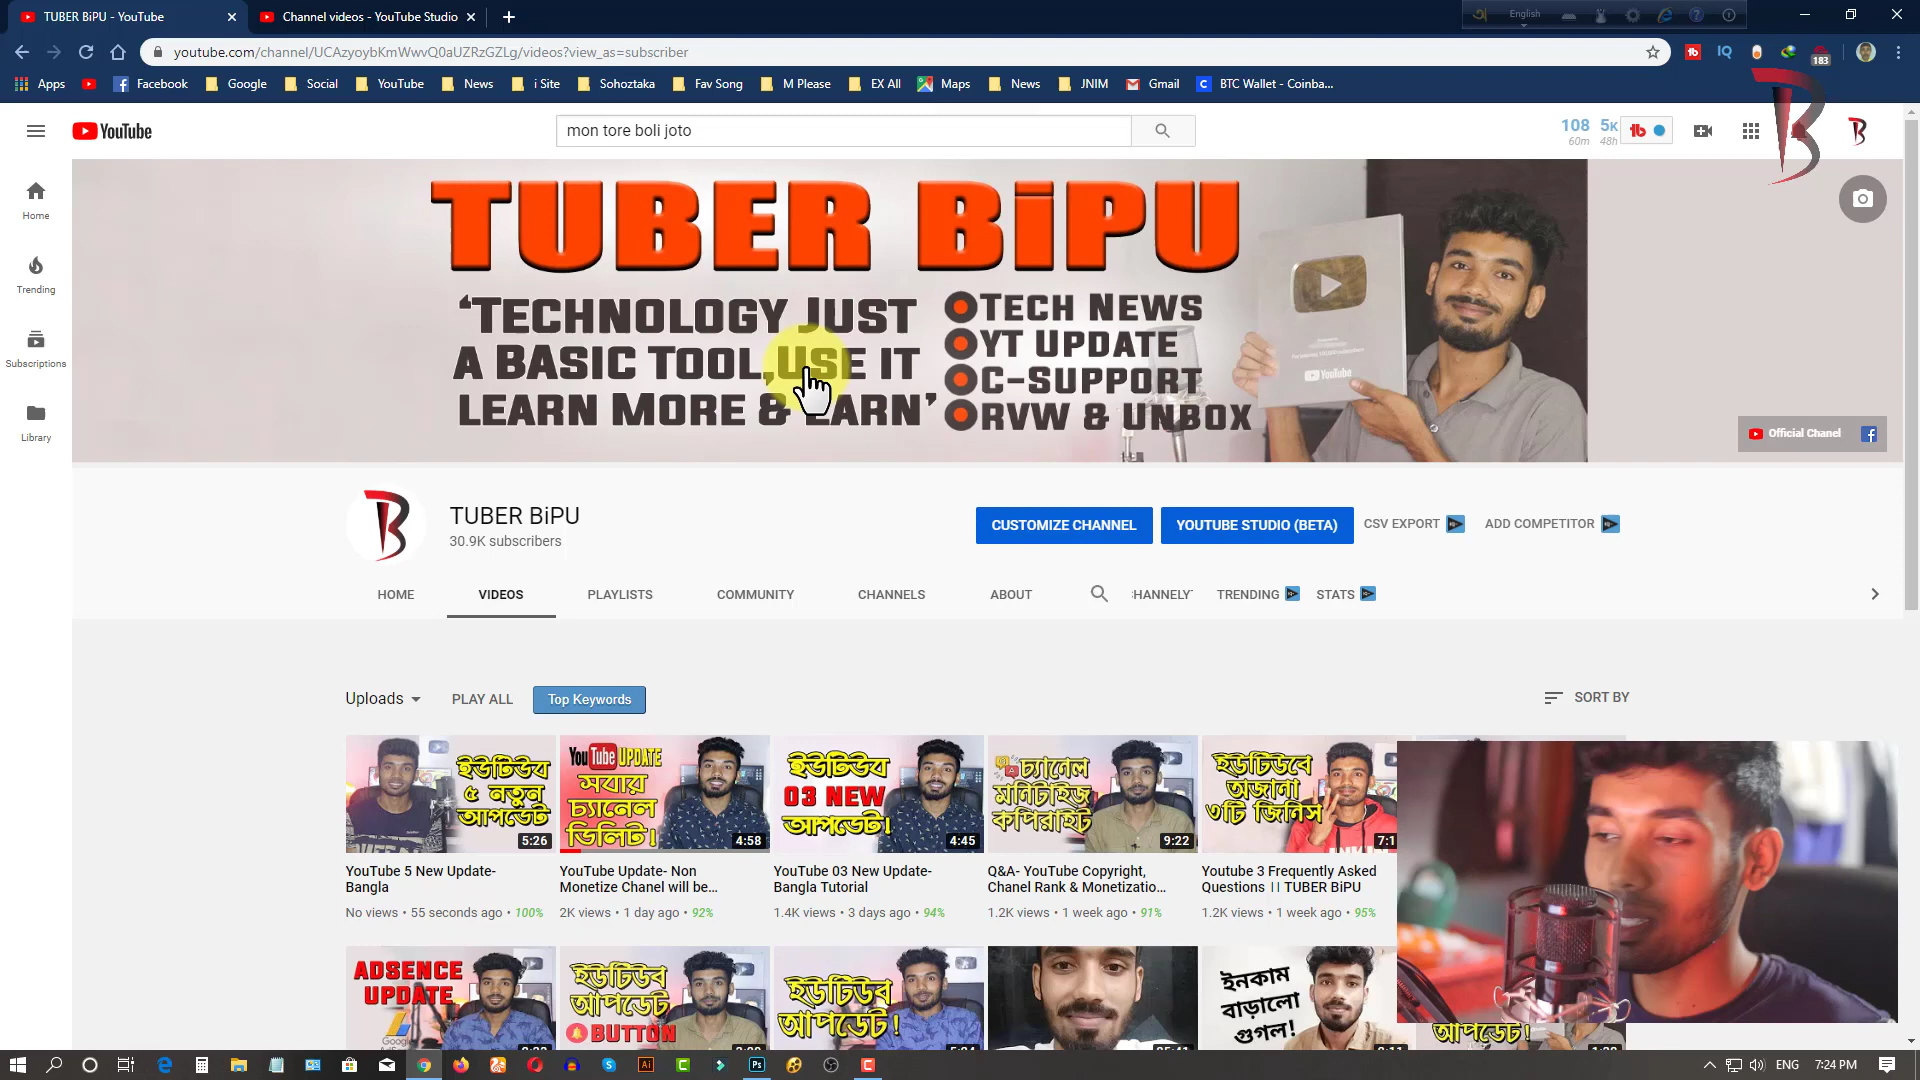 TUBER BiPU - YouTube
Channel videos - YouTube Studio
English
youtube.com/channel/UCAzyoybKmWwvQ0aUZRzGZLg/videos?view_as=subscriber
183
Apps Facebook Google Social YouTube News i Site Sohoztaka Fav Song M Please EX All Maps News JNIM Gmail BTC Wallet - Coinba...
YouTube
mon tore boli joto
108 5K
60m 48h
Home
Trending
Subscriptions
Library
TUBER BiPU
‘TECHNOLOGY JUST
A BASIC TOOL,USE IT
LEARN MORE & EARN’
TECH NEWS
YT UPDATE
C-SUPPORT
RVW & UNBOX
YouTube
Official Chanel
TUBER BiPU
30.9K subscribers
CUSTOMIZE CHANNEL
YOUTUBE STUDIO (BETA)
CSV EXPORT
ADD COMPETITOR
HOME VIDEOS PLAYLISTS COMMUNITY CHANNELS ABOUT HANNELY TRENDING STATS
Uploads PLAY ALL Top Keywords SORT BY
ইউটিউব
৫ নতুন
আপডেট
5:26
YouTube UPDATE
সবার
চ্যানেল
ডিলিট!
4:58
ইউটিউব
03 NEW
আপডেট!
4:45
চ্যানেল
মনিটাইজ
কপিরাইট
9:22
ইউটিউবে
অজানা
৩টি জিনিস
7:1
YouTube 5 New Update-
Bangla
No views • 55 seconds ago • 100%
YouTube Update- Non
Monetize Chanel will be...
2K views • 1 day ago • 92%
YouTube 03 New Update-
Bangla Tutorial
1.4K views • 3 days ago • 94%
Q&A- YouTube Copyright,
Chanel Rank & Monetizatio...
1.2K views • 1 week ago • 91%
Youtube 3 Frequently Asked
Questions || TUBER BiPU
1.2K views • 1 week ago • 95%
ADSENCE
UPDATE
ইউটিউব
আপডেট
BUTTON
ইউটিউব
আপডেট!
ইনকাম
বাড়ালো
গুগল!
আপডেট!
ENG
7:24 PM